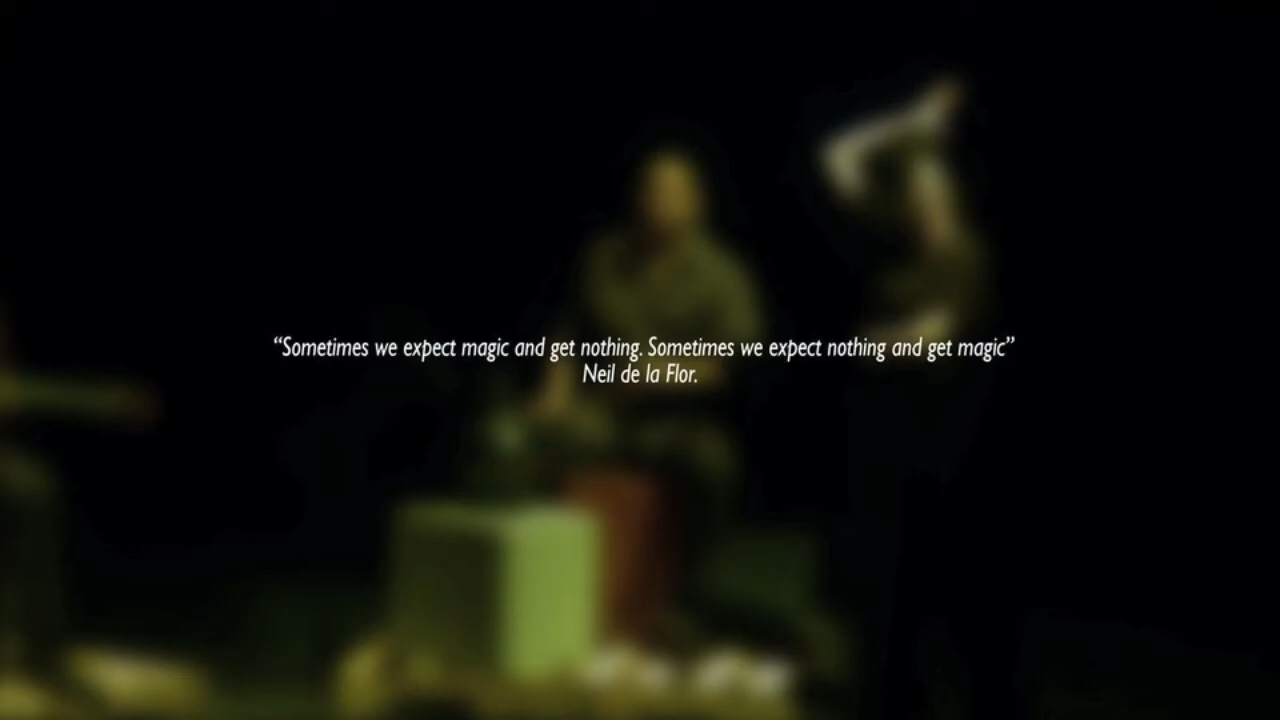 “Sometimes we expect magic and get nothing. Sometimes we expect nothing and get magic”
Neil de la Flor.